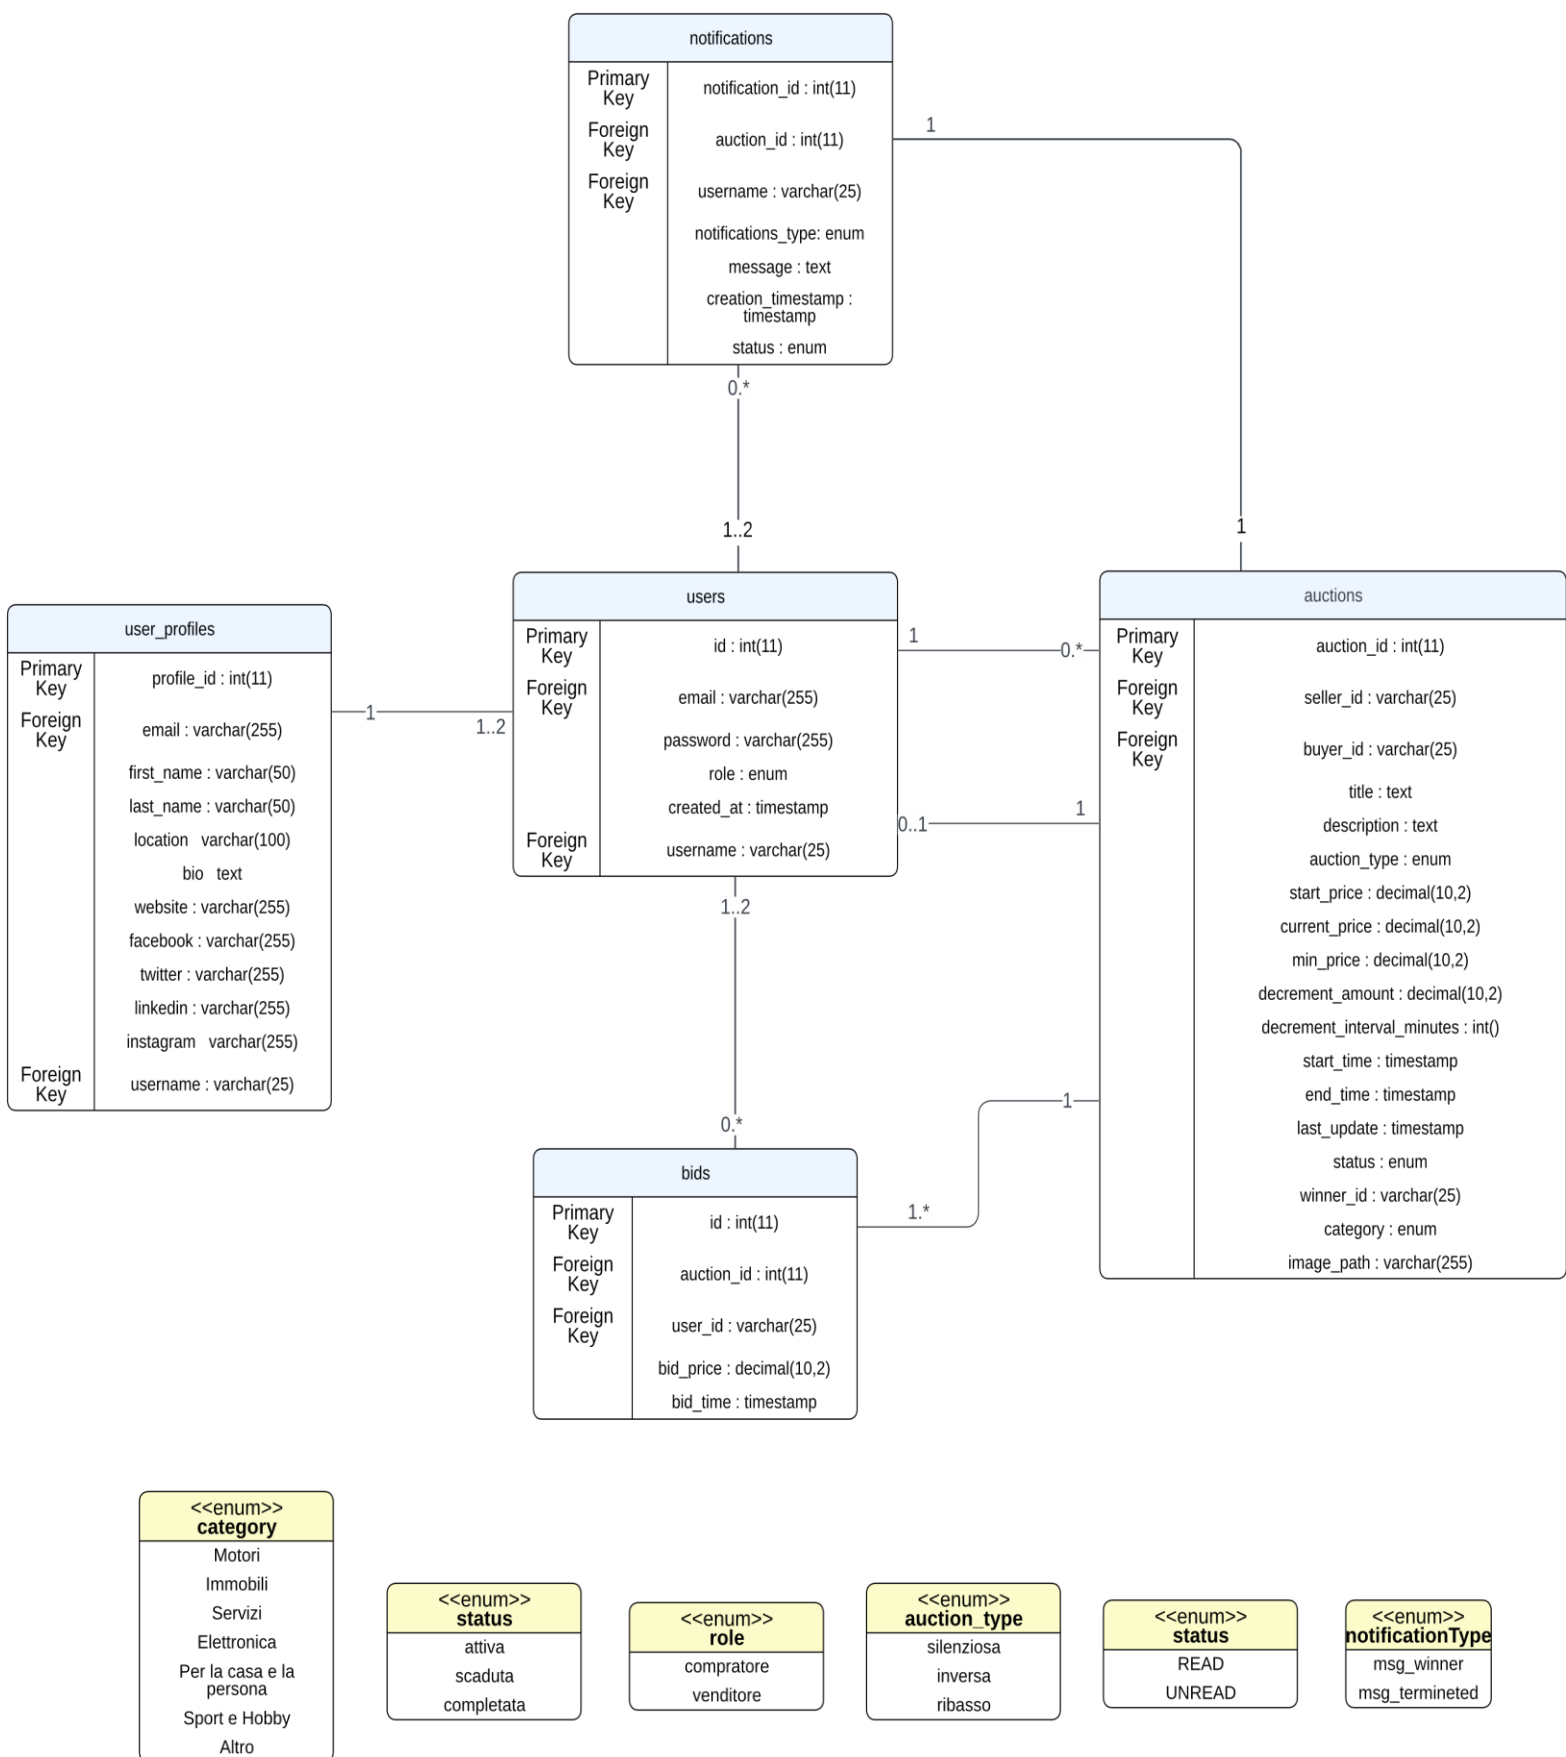 notifications
Primary
Key
notification_id : int(11)
Foreign
Key
auction_id : int(11)
Foreign
Key
username : varchar(25)
notifications_type: enum
message : text
creation_timestamp :
timestamp
status : enum
1
0.*
1..2
1
user_profiles
Primary
Key
profile_id : int(11)
Foreign
Key
email : varchar(255)
first_name : varchar(50)
last_name : varchar(50)
location varchar(100)
bio text
website : varchar(255)
facebook : varchar(255)
twitter : varchar(255)
linkedin : varchar(255)
instagram varchar(255)
Foreign
Key
username : varchar(25)
1
1..2
users
Primary
Key
id : int(11)
Foreign
Key
email : varchar(255)
password : varchar(255)
role : enum
created_at : timestamp
Foreign
Key
username : varchar(25)
1
0.*
0..1
1
1..2
0.*
auctions
Primary
Key
auction_id : int(11)
Foreign
Key
seller_id : varchar(25)
Foreign
Key
buyer_id : varchar(25)
title : text
description : text
auction_type : enum
start_price : decimal(10,2)
current_price : decimal(10,2)
min_price : decimal(10,2)
decrement_amount : decimal(10,2)
decrement_interval_minutes : int()
start_time : timestamp
end_time : timestamp
last_update : timestamp
status : enum
winner_id : varchar(25)
category : enum
image_path : varchar(255)
1
1.*
bids
Primary
Key
id : int(11)
Foreign
Key
auction_id : int(11)
Foreign
Key
user_id : varchar(25)
bid_price : decimal(10,2)
bid_time : timestamp
<<enum>>
category
Motori
Immobili
Servizi
Elettronica
Per la casa e la
persona
Sport e Hobby
Altro
<<enum>>
status
attiva
scaduta
completata
<<enum>>
role
compratore
venditore
<<enum>>
auction_type
silenziosa
inversa
ribasso
<<enum>>
status
READ
UNREAD
<<enum>>
notificationType
msg_winner
msg_termineted